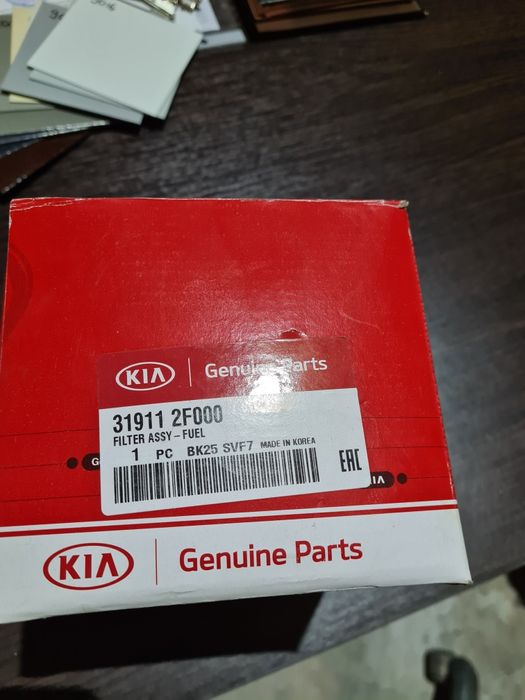 KIA Genuine Parts
31911 2F000
FILTER ASSY-FUEL
1 PC BK25 SVF7 MADE IN KOREA
EAC
KIA Genuine Parts